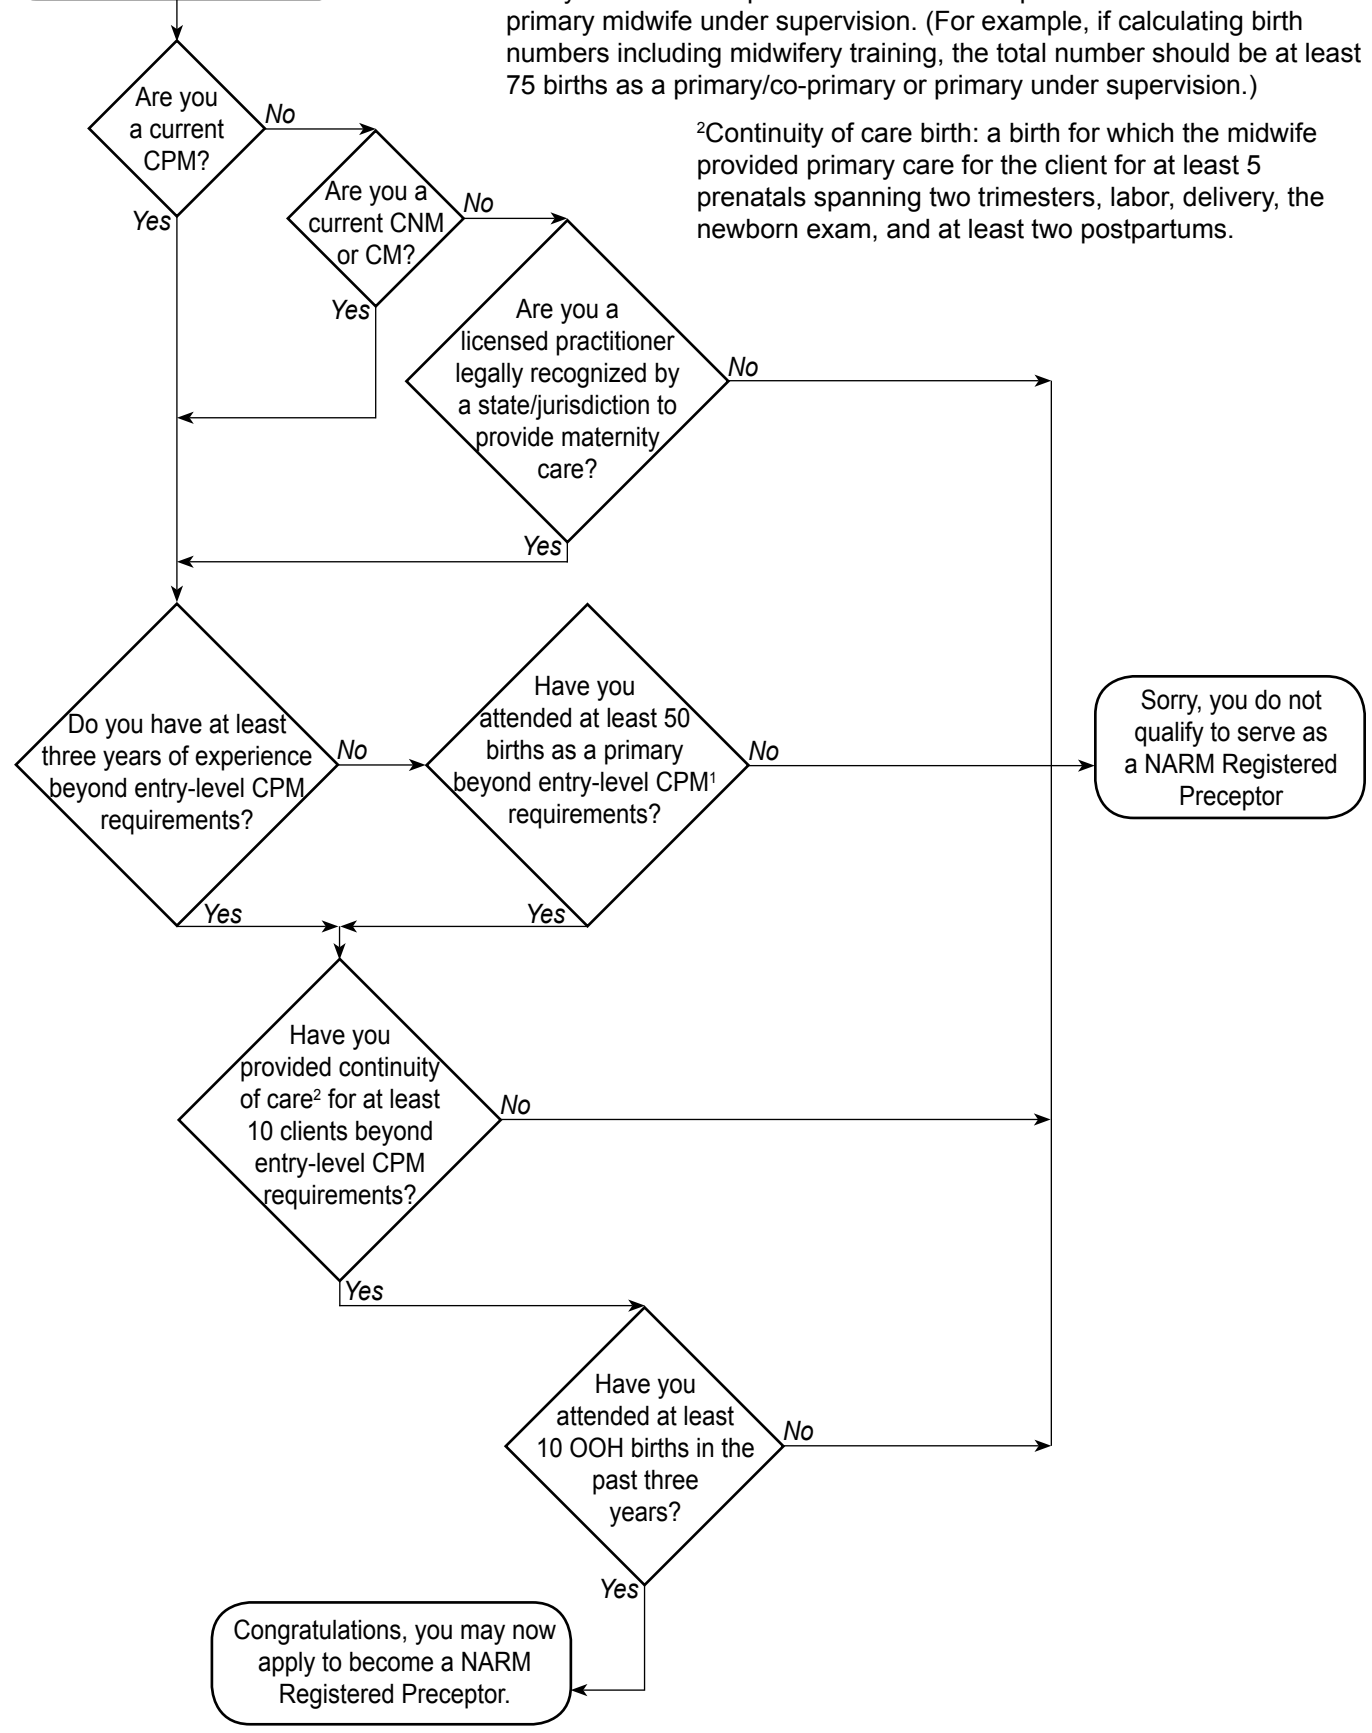 primary midwife under supervision. (For example, if calculating birth
numbers including midwifery training, the total number should be at least
75 births as a primary/co-primary or primary under supervision.)
²Continuity of care birth: a birth for which the midwife
provided primary care for the client for at least 5
prenatals spanning two trimesters, labor, delivery, the
newborn exam, and at least two postpartums.
Are you
a current
CPM?
No
Yes
Are you a
current CNM
or CM?
No
Yes
Are you a
licensed practitioner
legally recognized by
a state/jurisdiction to
provide maternity
care?
No
Yes
Do you have at least
three years of experience
beyond entry-level CPM
requirements?
No
Yes
Have you
attended at least 50
births as a primary
beyond entry-level CPM¹
requirements?
No
Yes
Sorry, you do not
qualify to serve as
a NARM Registered
Preceptor
Have you
provided continuity
of care² for at least
10 clients beyond
entry-level CPM
requirements?
No
Yes
Have you
attended at least
10 OOH births in the
past three
years?
No
Yes
Congratulations, you may now
apply to become a NARM
Registered Preceptor.